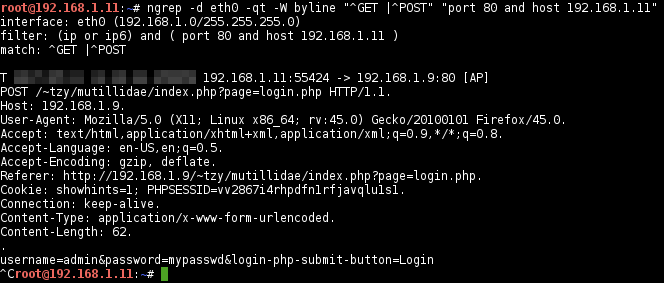 root@192.168.1.11:~# ngrep -d eth0 -qt -W byline "^GET |^POST" "port 80 and host 192.168.1.11"
interface: eth0 (192.168.1.0/255.255.255.0)
filter: (ip or ip6) and ( port 80 and host 192.168.1.11 )
match: ^GET |^POST
T 192.168.1.11:55424 -> 192.168.1.9:80 [AP]
POST /~tzy/mutillidae/index.php?page=login.php HTTP/1.1.
Host: 192.168.1.9.
User-Agent: Mozilla/5.0 (X11; Linux x86_64; rv:45.0) Gecko/20100101 Firefox/45.0.
Accept: text/html,application/xhtml+xml,application/xml;q=0.9,*/*;q=0.8.
Accept-Language: en-US,en;q=0.5.
Accept-Encoding: gzip, deflate.
Referer: http://192.168.1.9/~tzy/mutillidae/index.php?page=login.php.
Cookie: showhints=1; PHPSESSID=vv2867i4rhpdfn1rfjavqlu1s1.
Connection: keep-alive.
Content-Type: application/x-www-form-urlencoded.
Content-Length: 62.
.
username=admin&password=mypasswd&login-php-submit-button=Login
^Croot@192.168.1.11:~#